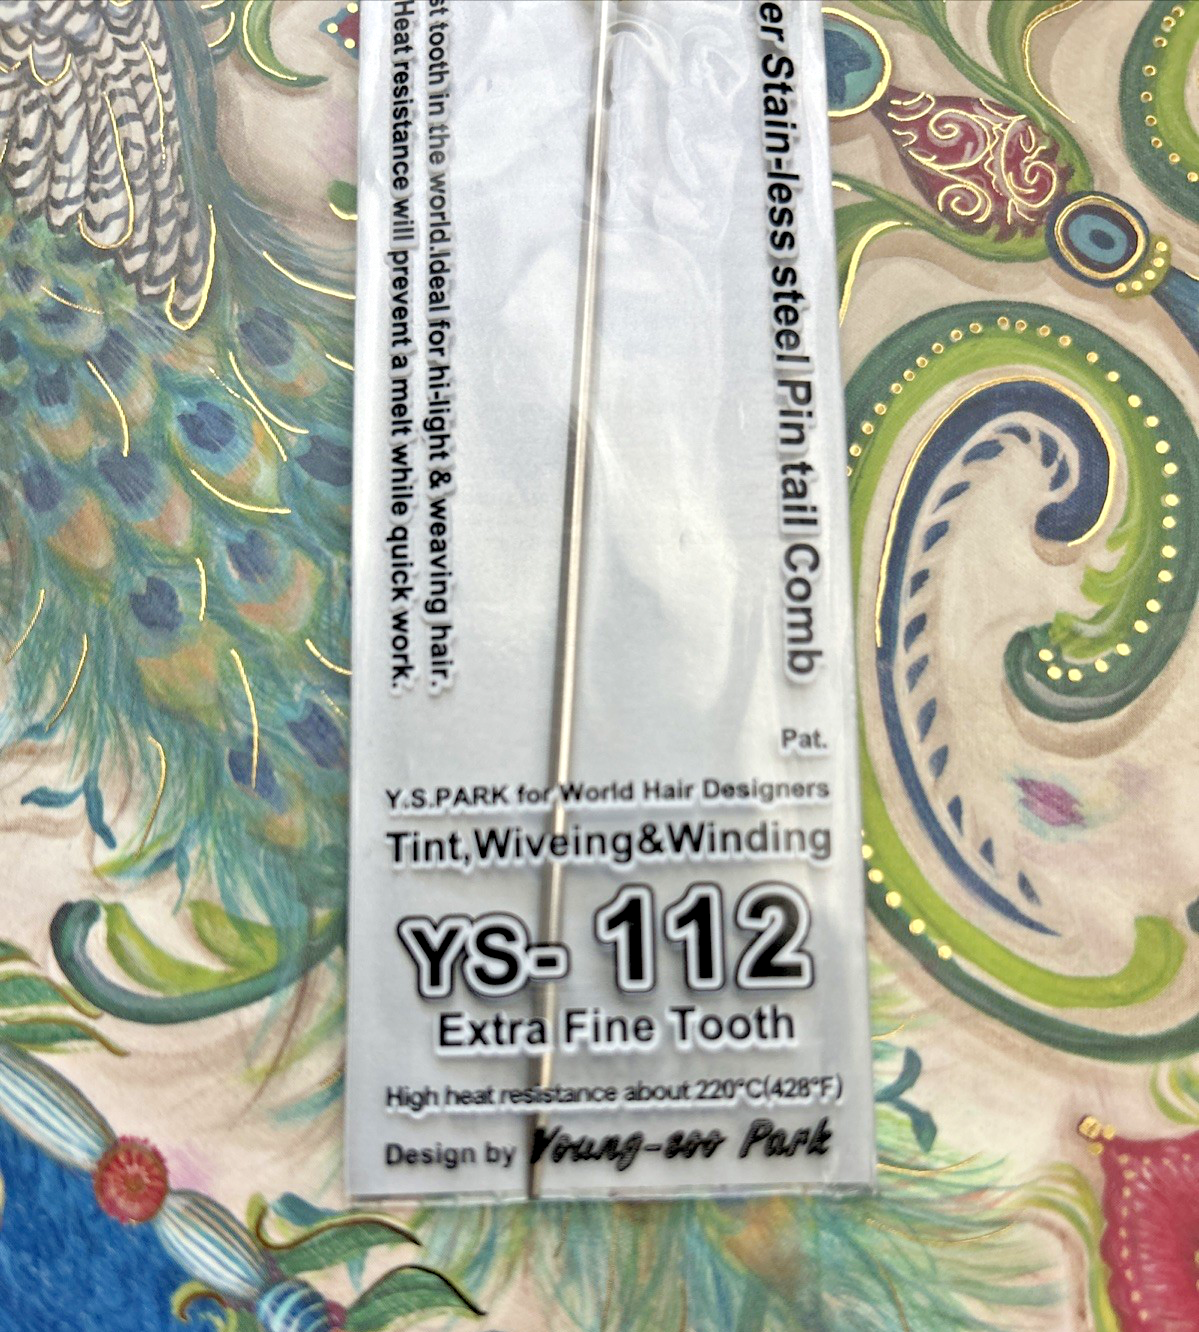 er Stain-less steel Pin tail Comb
st tooth in the world.Ideal for hi-light & weaving hair.
Heat resistance will prevent a melt while quick work.
Pat.
Y.S.PARK for World Hair Designers
Tint,Wiveing&Winding
YS-112
Extra Fine Tooth
High heat resistance about 220°C(428°F)
Design by Young-soo Park